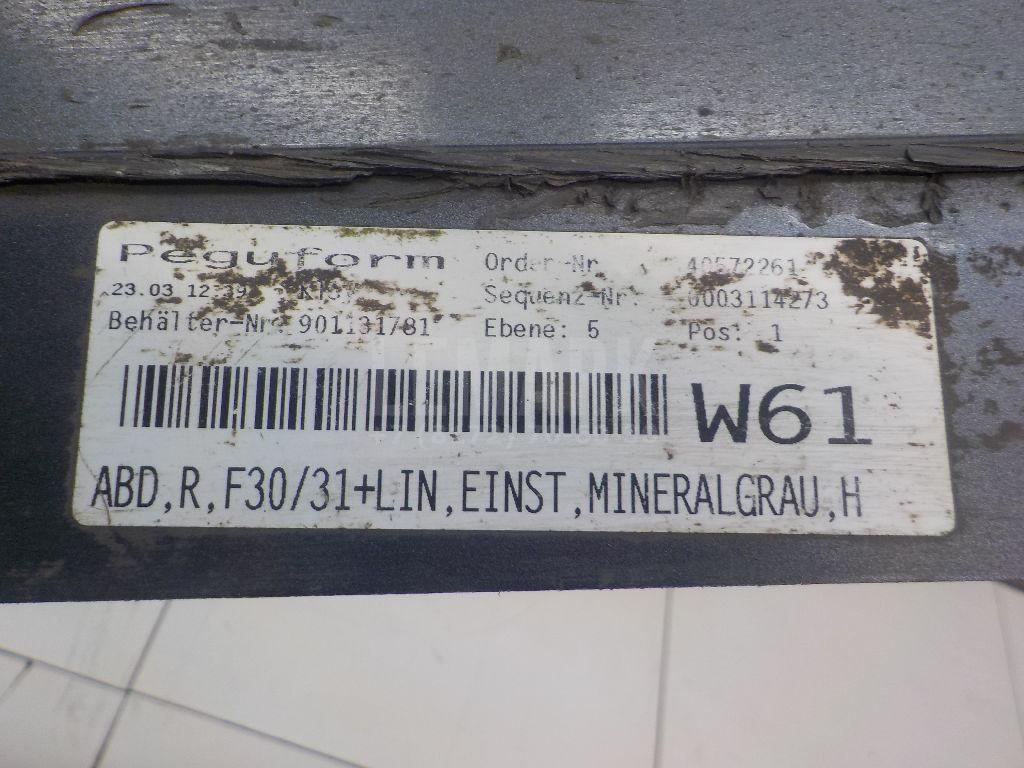 Peguform
Order-Nr 40572261
23.03 12:39
Sequenz-Nr: 0003114273
Behälter-Nr: 901131781
Ebene: 5 Pos: 1
W61
ABD,R,F30/31+LIN,EINST,MINERALGRAU,H